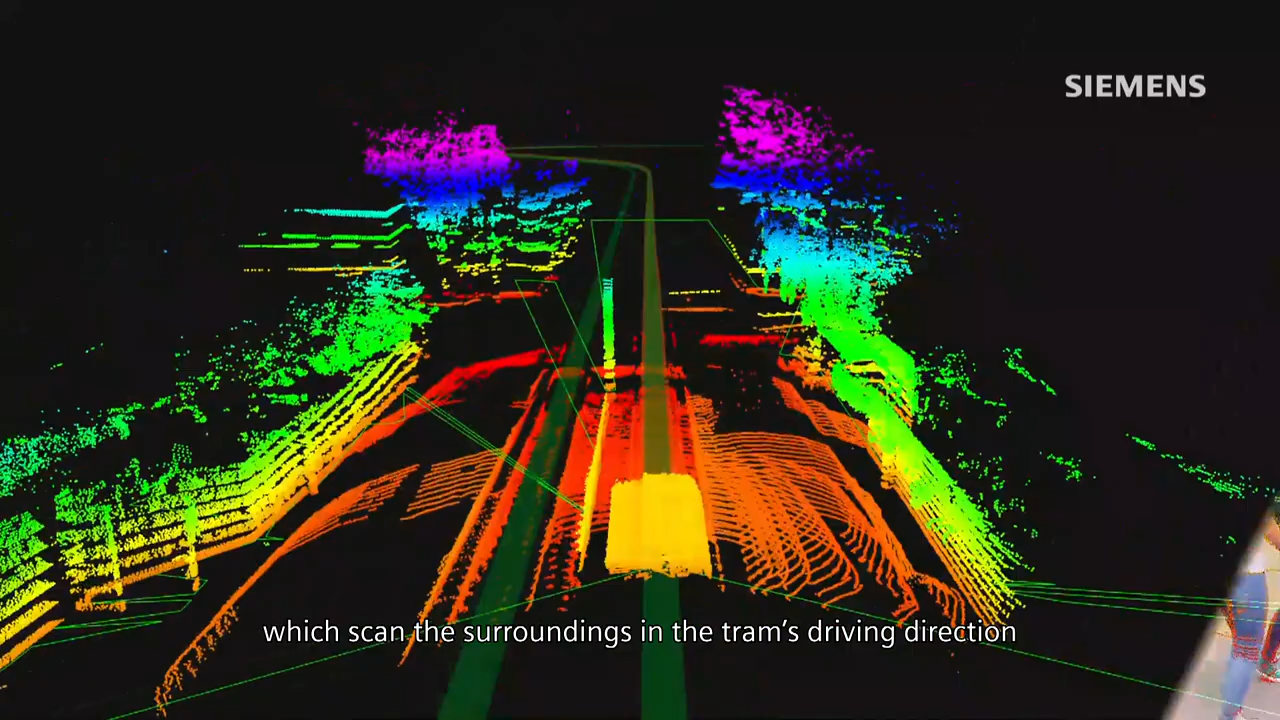 SIEMENS
which scan the surroundings in the tram’s driving direction